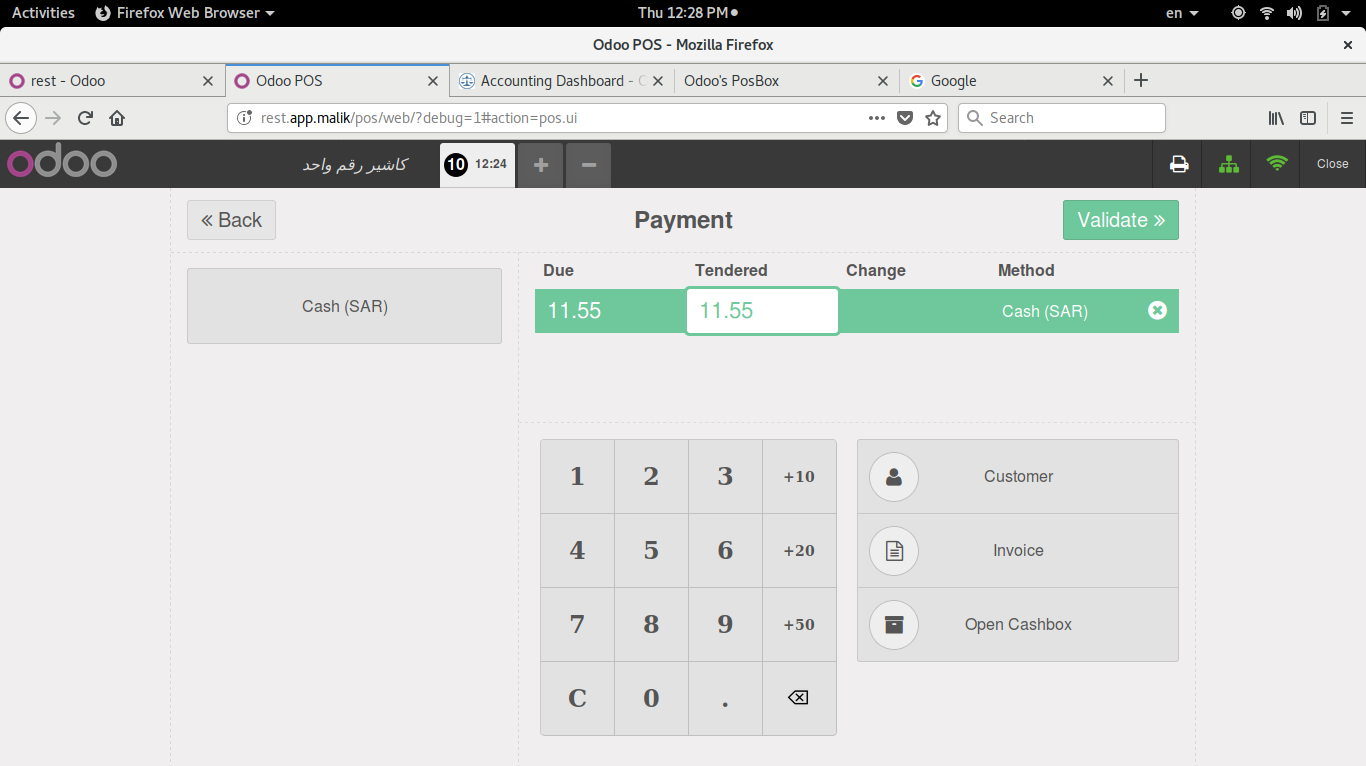 Activities Firefox Web Browser Thu 12:28 PM en
Odoo POS - Mozilla Firefox
rest - Odoo Odoo POS Accounting Dashboard - Odoo's PosBox Google
rest.app.malik/pos/web/?debug=1#action=pos.ui Search
odoo كاشير رقم واحد 10 12:24 + − Close
« Back Payment Validate »
Cash (SAR)
Due Tendered Change Method
11.55 11.55 Cash (SAR)
1 2 3 +10
4 5 6 +20
7 8 9 +50
C 0 .
Customer
Invoice
Open Cashbox